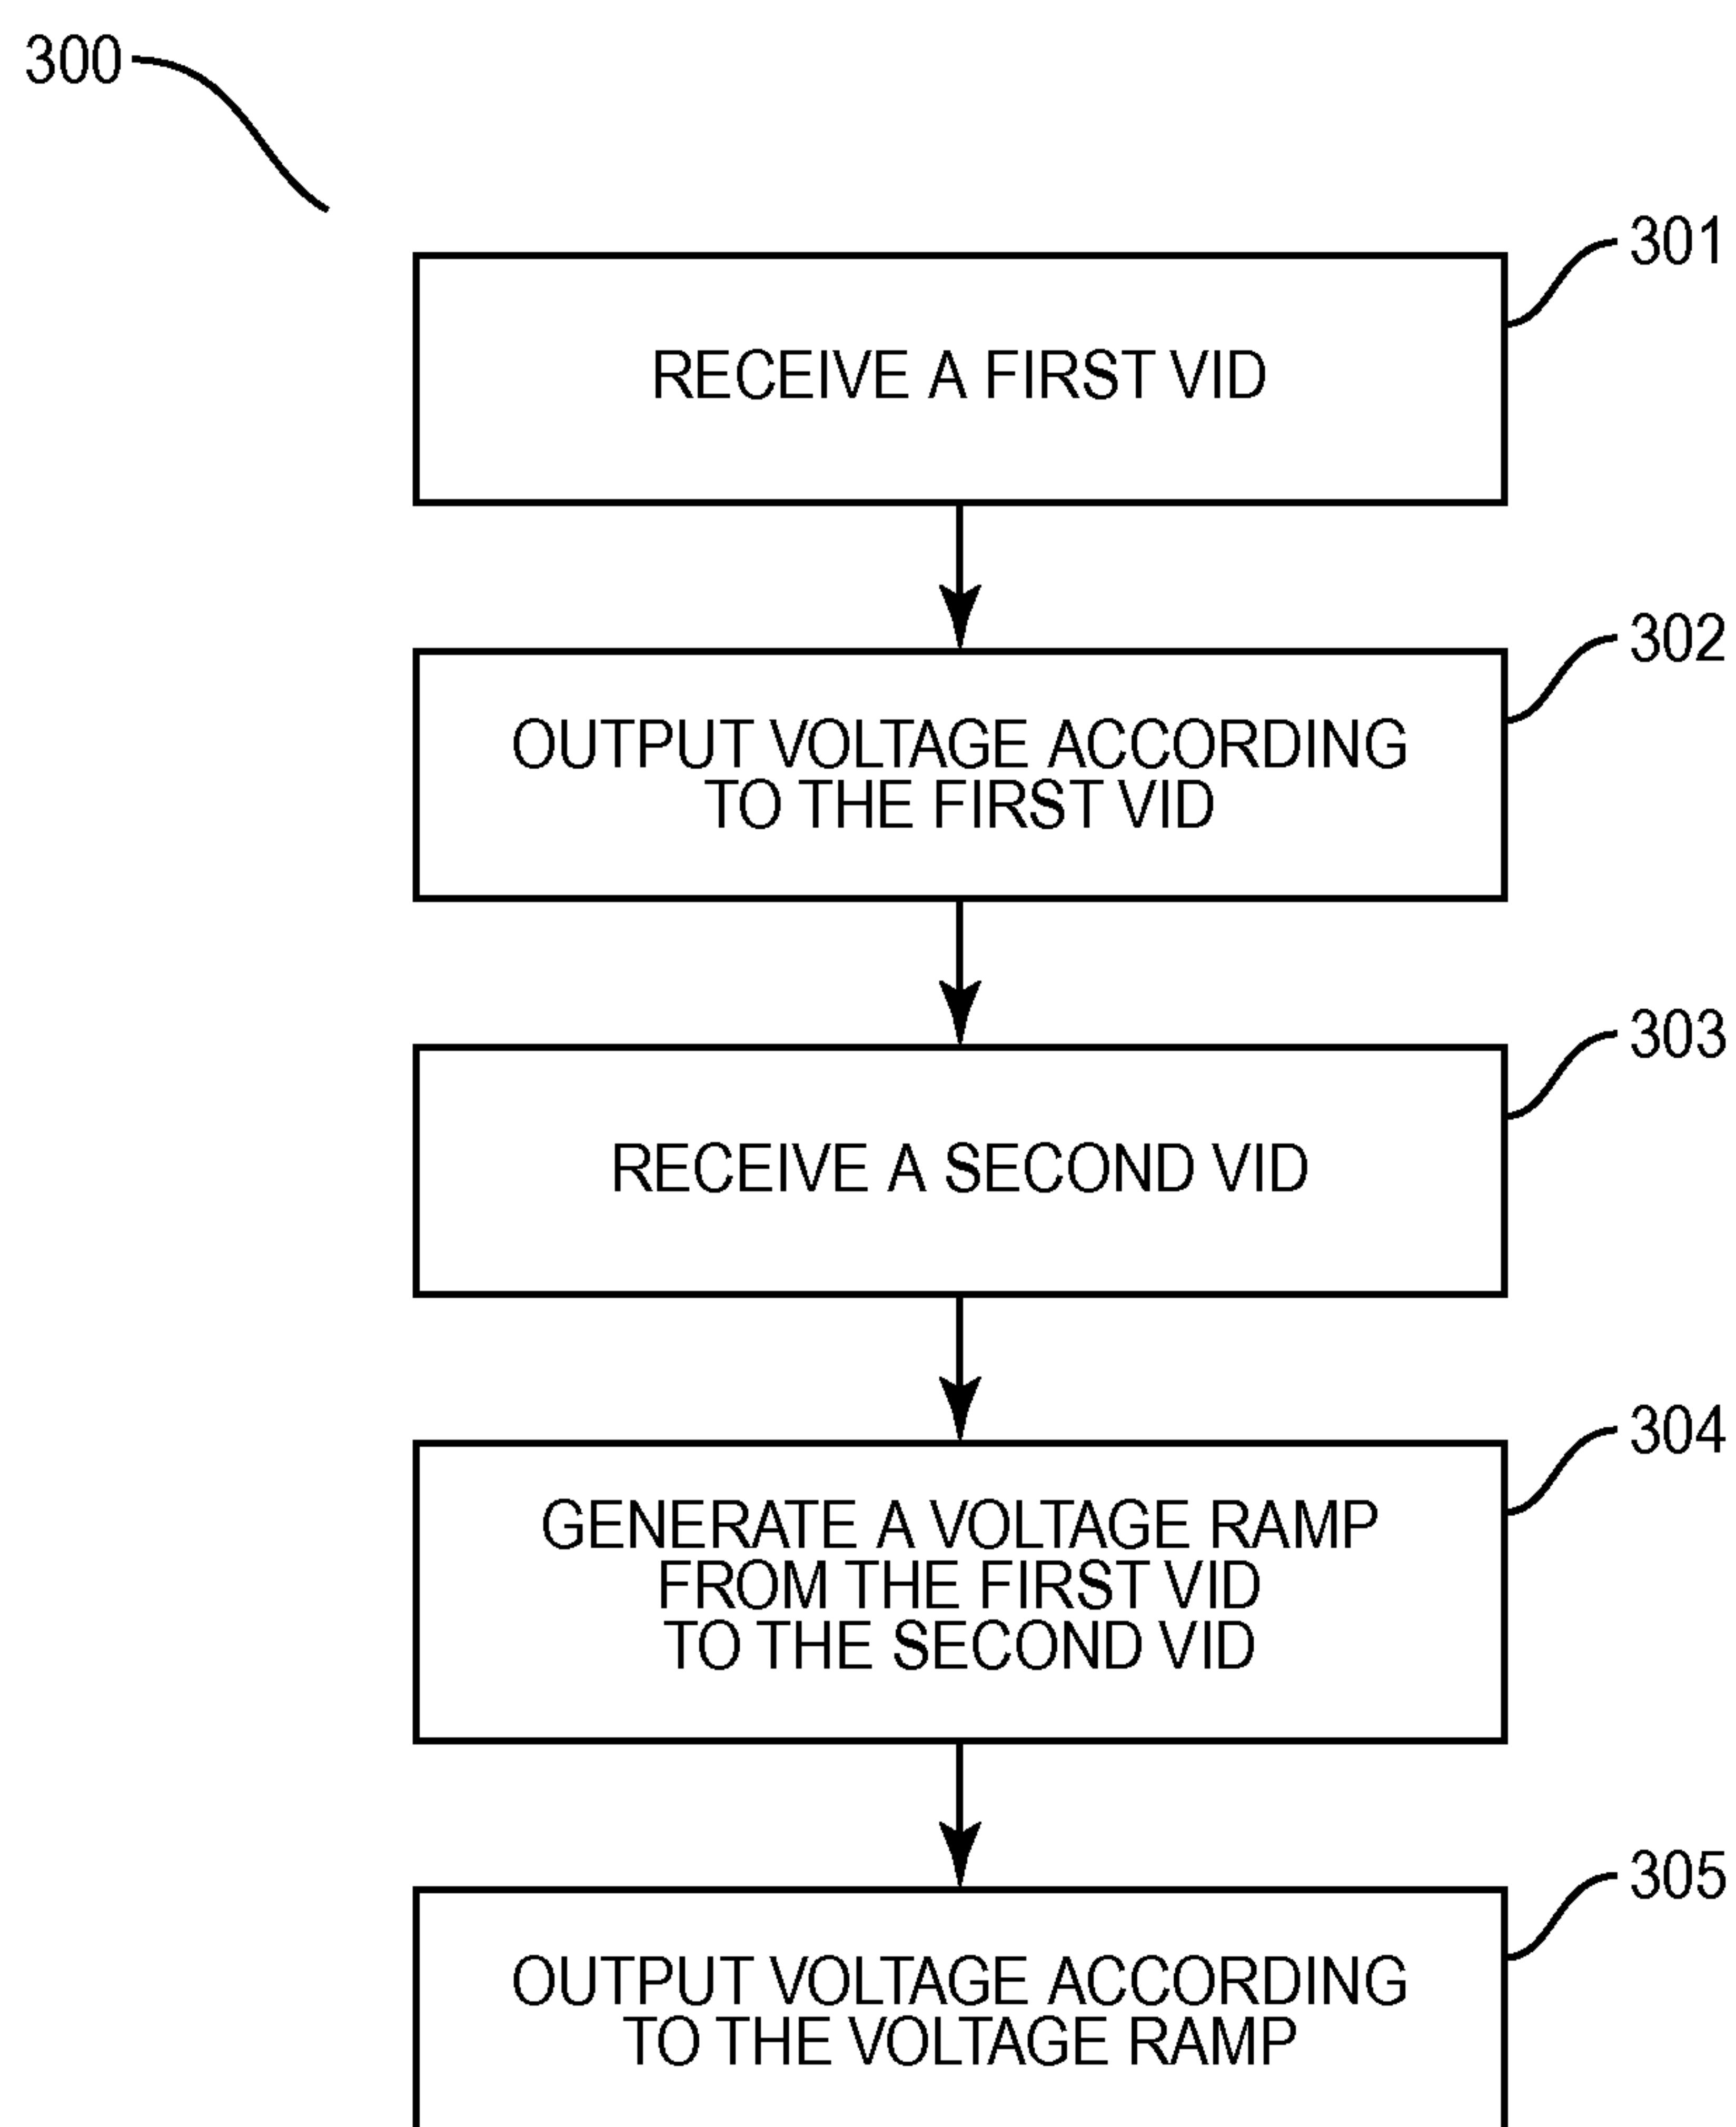 300
301
RECEIVE A FIRST VID
302
OUTPUT VOLTAGE ACCORDING
TO THE FIRST VID
303
RECEIVE A SECOND VID
304
GENERATE A VOLTAGE RAMP
FROM THE FIRST VID
TO THE SECOND VID
305
OUTPUT VOLTAGE ACCORDING
TO THE VOLTAGE RAMP